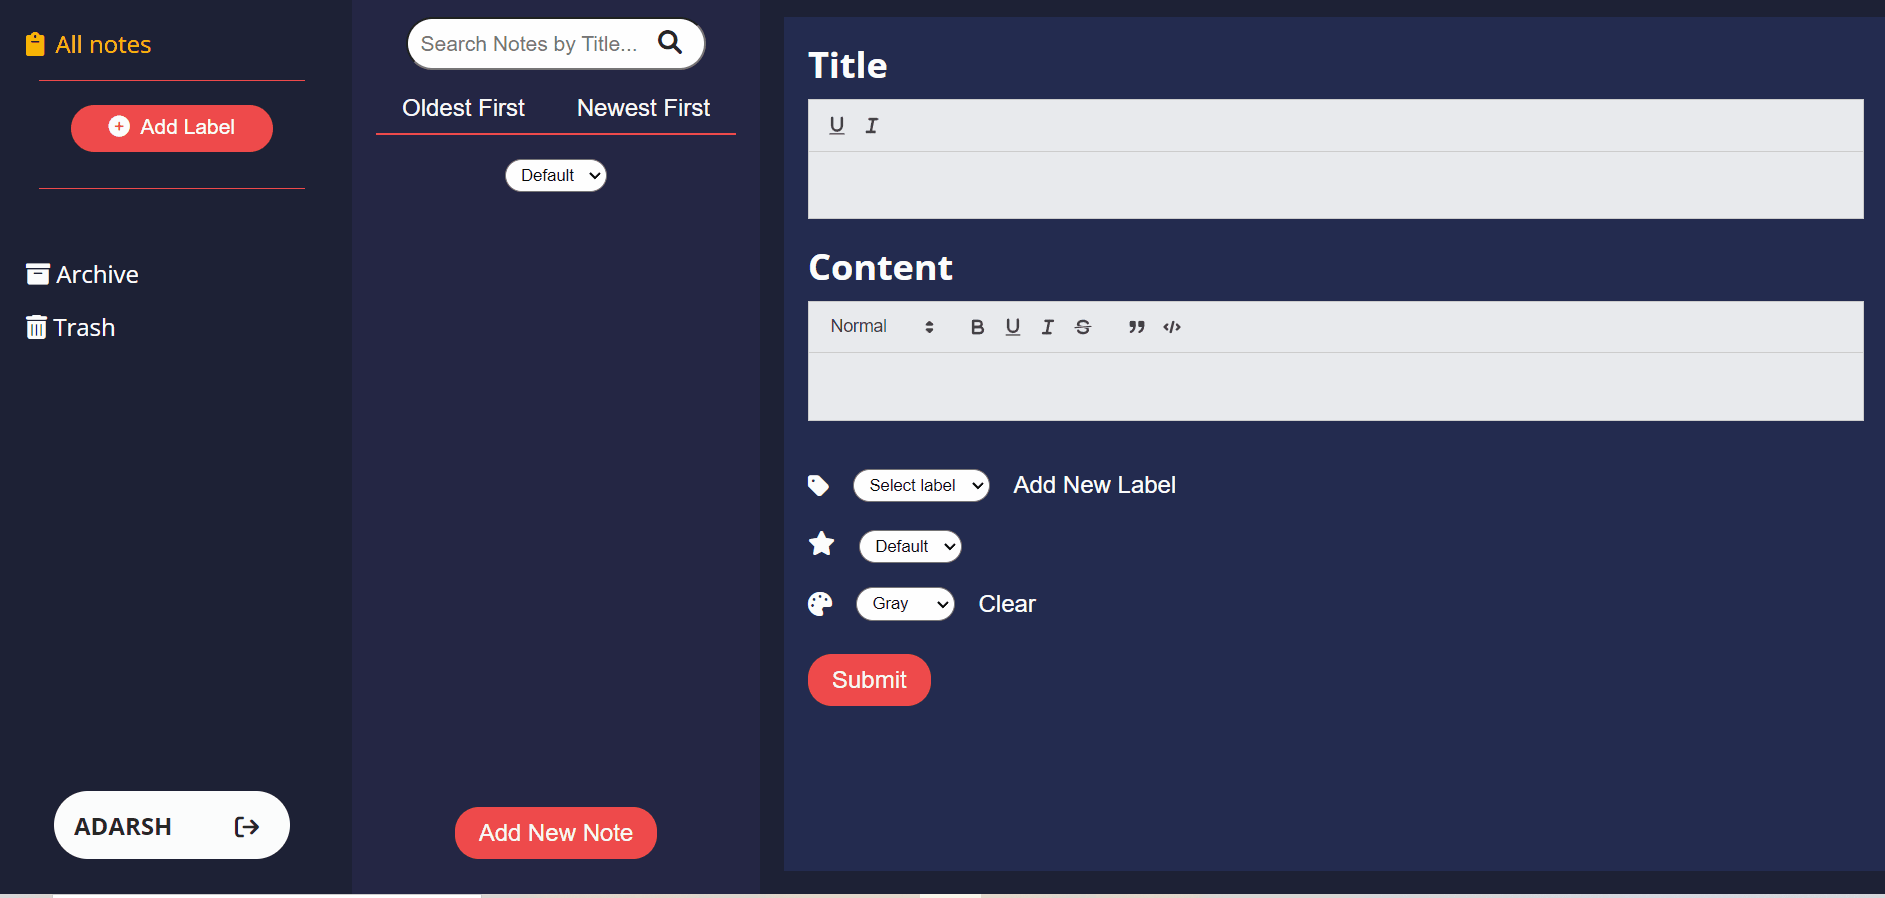 All notes
Add Label
Archive
Trash
ADARSH
Search Notes by Title...
Oldest First Newest First
Default
Add New Note
Title
U I
Content
Normal B U I S ” </>
Select label Add New Label
Default
Gray Clear
Submit